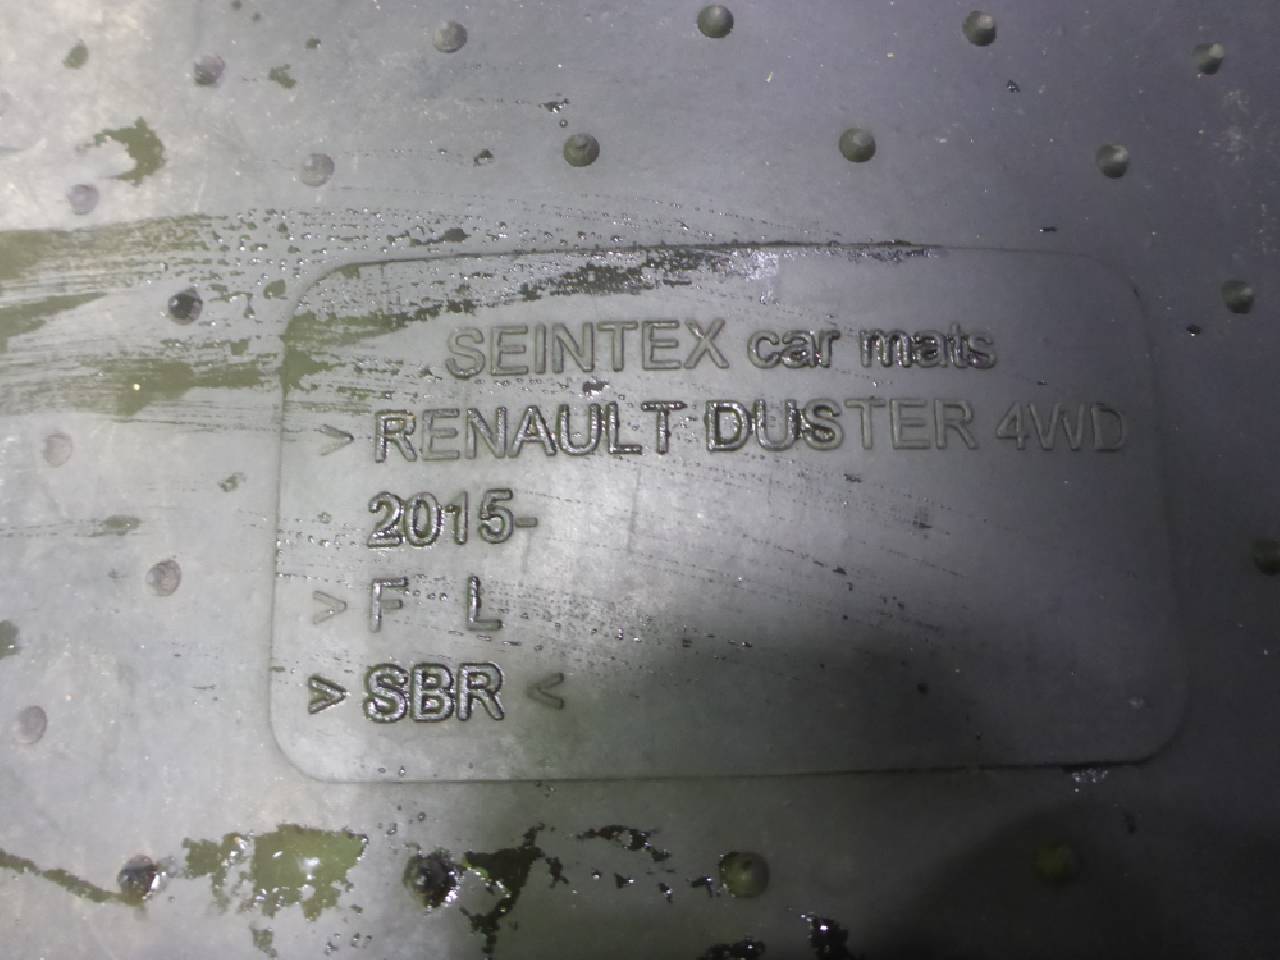 SEINTEX car mats
> RENAULT DUSTER 4WD
2015-
> F L
> SBR <